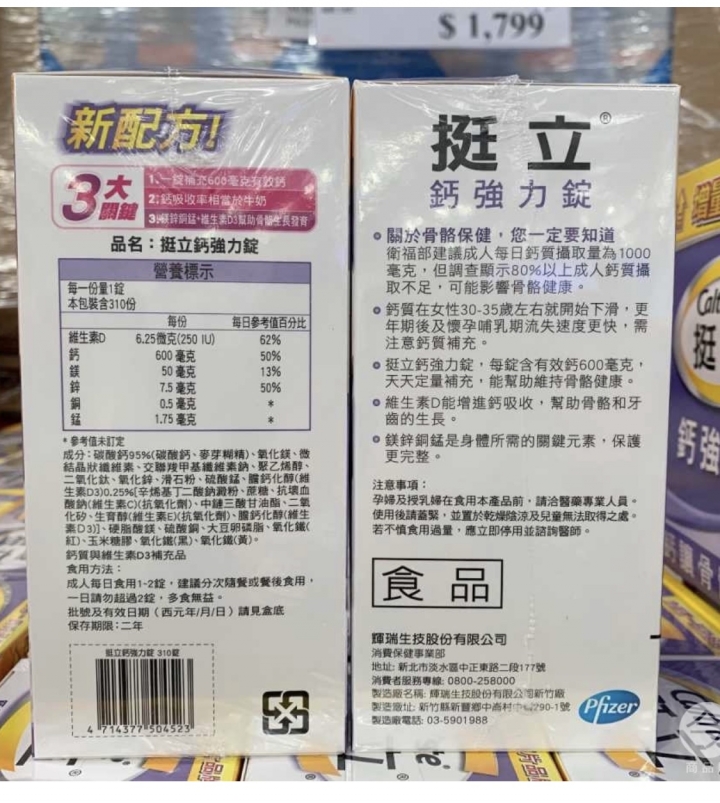 $ 1,799
新配方!
3大關鍵
1.一錠補充600毫克有效鈣
2.鈣吸收率相當於牛奶
3.鎂鋅銅錳+維生素D3幫助骨骼生長發育
品名:挺立鈣強力錠
營養標示
每一份量1錠
本包裝含310份
每份 每日參考值百分比
維生素D 6.25微克(250 IU) 62%
鈣 600 毫克 50%
鎂 50 毫克 13%
鋅 7.5 毫克 50%
銅 0.5 毫克 *
錳 1.75 毫克 *
* 參考值未訂定
成分:碳酸鈣95%(碳酸鈣、麥芽糊精)、氧化鎂、微
結晶狀纖維素、交聯羧甲基纖維素鈉、聚乙烯醇、
二氧化鈦、氧化鋅、滑石粉、硫酸錳、膽鈣化醇(維
生素D3)0.25%[辛烯基丁二酸鈉澱粉、蔗糖、抗壞血
酸鈉(維生素C)(抗氧化劑)、中鏈三酸甘油酯、二氧
化矽、生育醇(維生素E)(抗氧化劑)、膽鈣化醇(維生
素D3)]、硬脂酸鎂、硫酸銅、大豆卵磷脂、氧化鐵(
紅)、玉米糖膠、氧化鐵(黑)、氧化鐵(黃)。
鈣質與維生素D3補充品
食用方法:
成人每日食用1-2錠,建議分次隨餐或餐後食用,
一日請勿超過2錠,多食無益。
批號及有效日期(西元年/月/日)請見盒底
保存期限:二年
挺立鈣強力錠 310錠
4 714377 504523
挺立®
鈣強力錠
關於骨骼保健,您一定要知道
衛福部建議成人每日鈣質攝取量為1000
毫克,但調查顯示80%以上成人鈣質攝
取不足,可能影響骨骼健康。
鈣質在女性30-35歲左右就開始下滑,更
年期後及懷孕哺乳期流失速度更快,需
注意鈣質補充。
挺立鈣強力錠,每錠含有效鈣600毫克,
天天定量補充,能幫助維持骨骼健康。
維生素D能增進鈣吸收,幫助骨骼和牙
齒的生長。
鎂鋅銅錳是身體所需的關鍵元素,保護
更完整。
注意事項:
孕婦及授乳婦在食用本產品前,請洽醫藥專業人員。
使用後請蓋緊,並置於乾燥陰涼及兒童無法取得之處。
若不慎食用過量,應立即停用並諮詢醫師。
食品
輝瑞生技股份有限公司
消費保健事業部
地址:新北市淡水區中正東路二段177號
消費者服務專線:0800-258000
製造廠名稱:輝瑞生技股份有限公司新竹廠
製造廠址:新竹縣新豐鄉中崙村中崙290-1號
製造廠電話:03-5901988
Pfizer
挺
鈣強